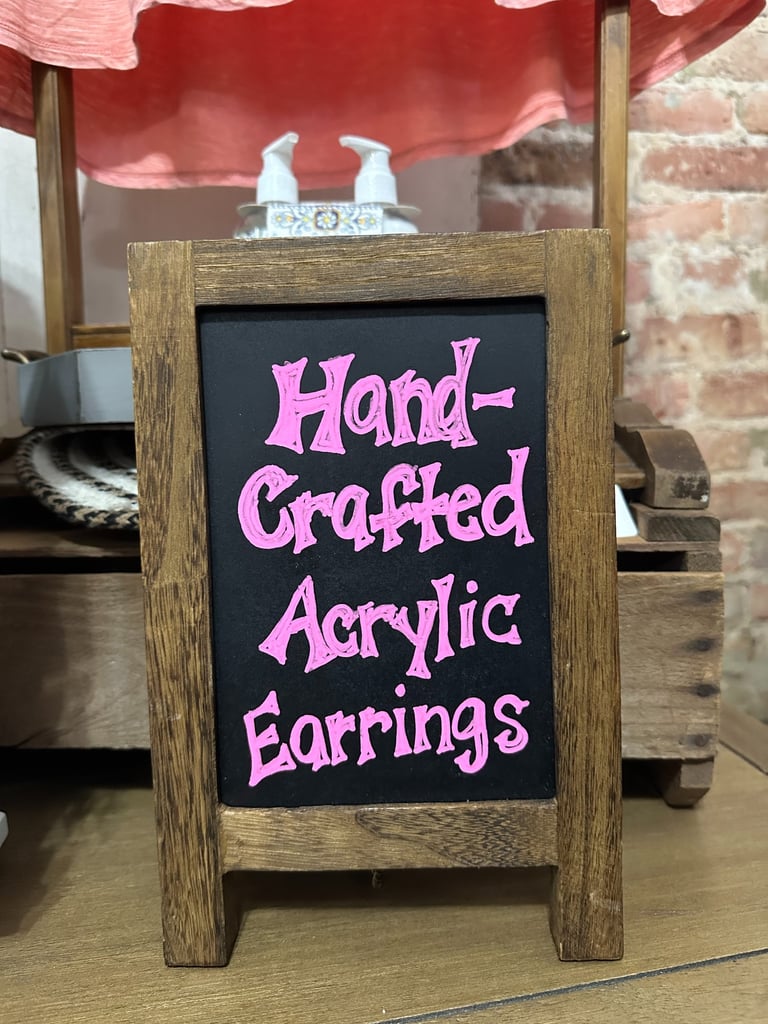 Hand-
Crafted
Acrylic
Earrings